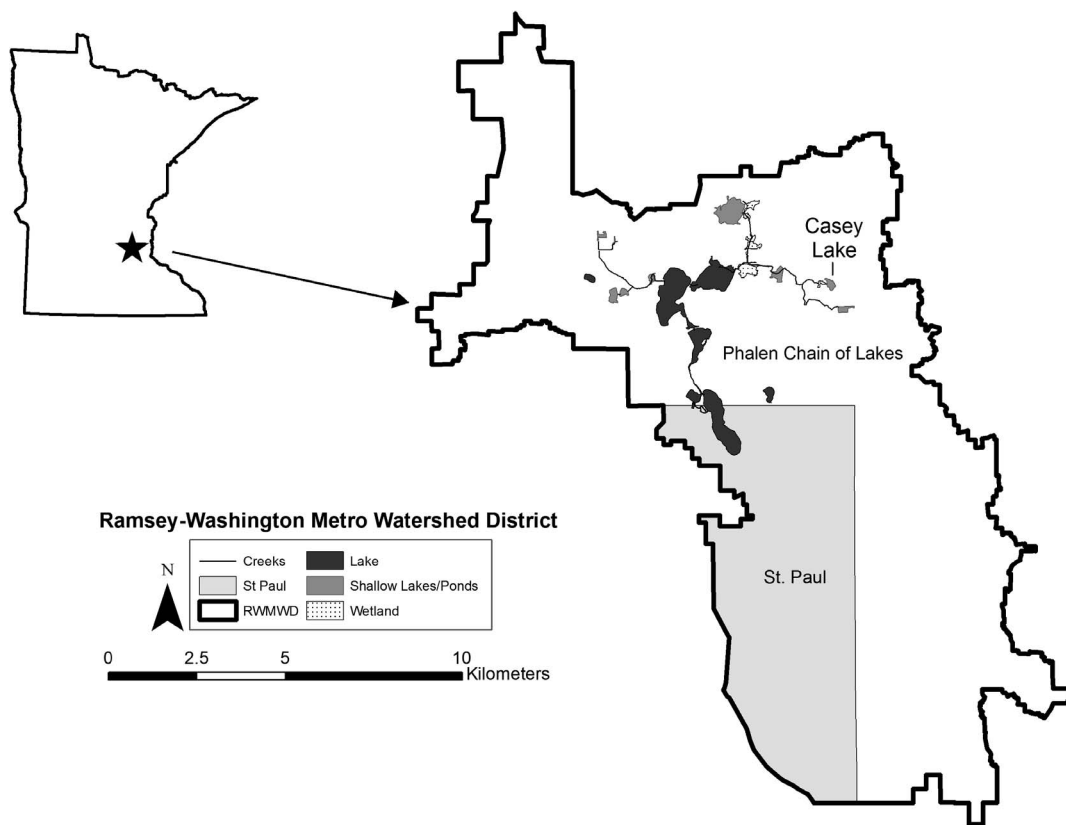 Casey
Lake
Phalen Chain of Lakes
St. Paul
Ramsey-Washington Metro Watershed District
N
Creeks
Lake
St Paul
Shallow Lakes/Ponds
RWMWD
Wetland
0 2.5 5 10
Kilometers